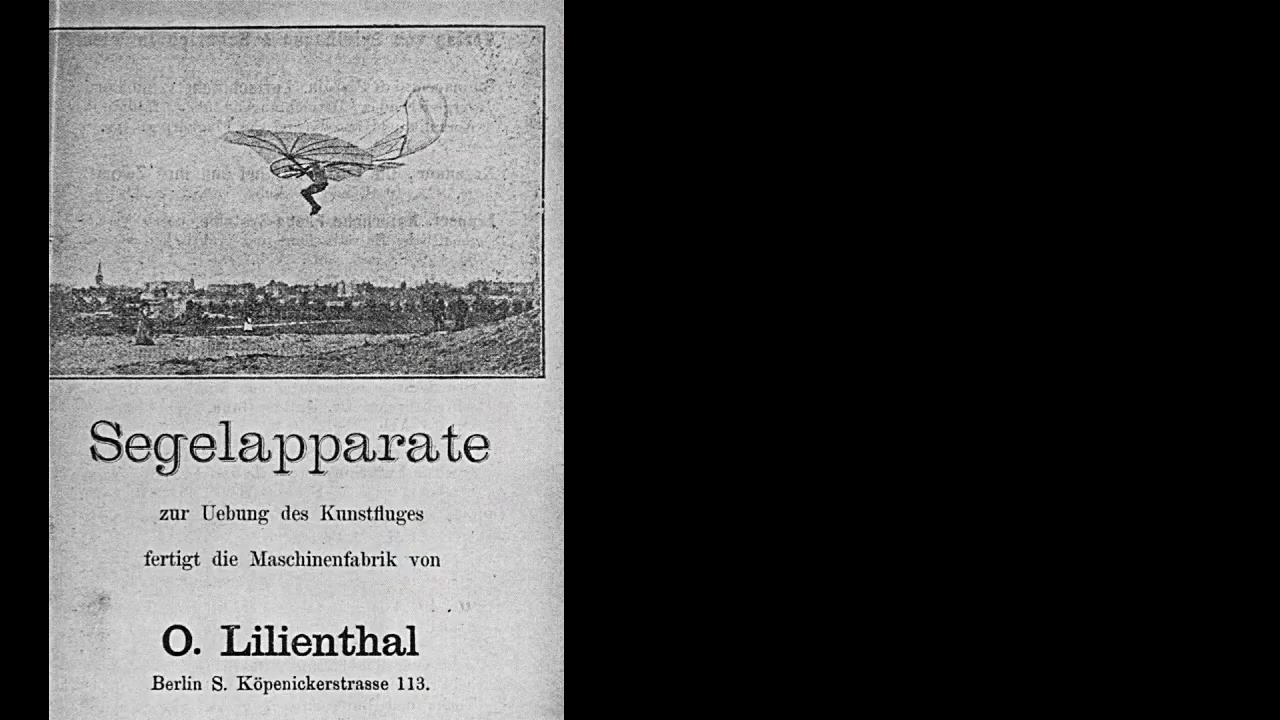 Segelapparate
zur Uebung des Kunstfluges
fertigt die Maschinenfabrik von
O. Lilienthal
Berlin S. Köpenickerstrasse 113.